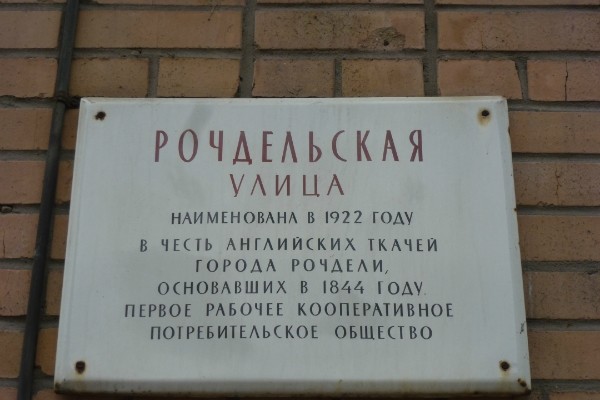 РОЧДЕЛЬСКАЯ
УЛИЦА
НАИМЕНОВАНА В 1922 ГОДУ
В ЧЕСТЬ АНГЛИЙСКИХ ТКАЧЕЙ
ГОРОДА РОЧДЕЛИ,
ОСНОВАВШИХ В 1844 ГОДУ.
ПЕРВОЕ РАБОЧЕЕ КООПЕРАТИВНОЕ
ПОТРЕБИТЕЛЬСКОЕ ОБЩЕСТВО